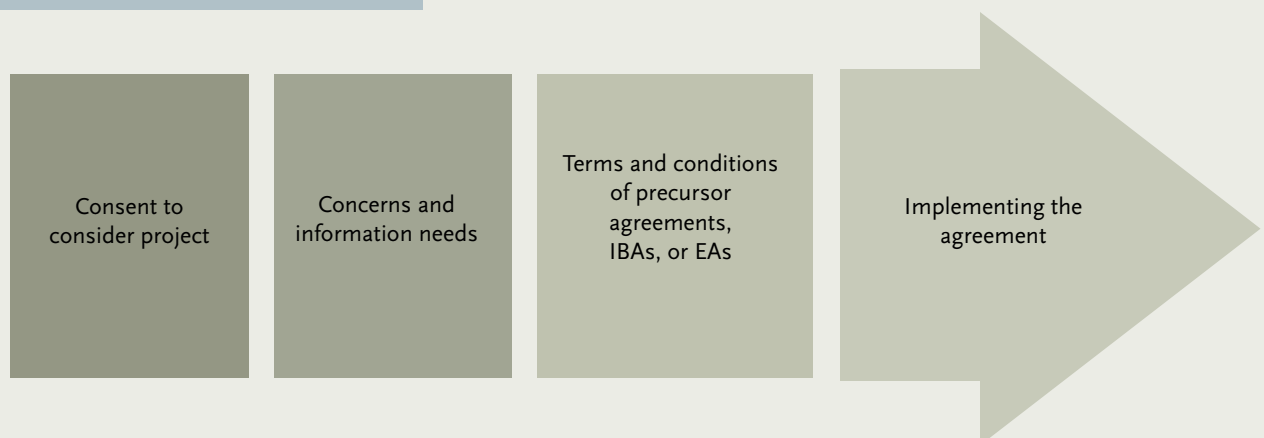 Consent to
consider project
Concerns and
information needs
Terms and conditions
of precursor
agreements,
IBAs, or EAs
Implementing the
agreement